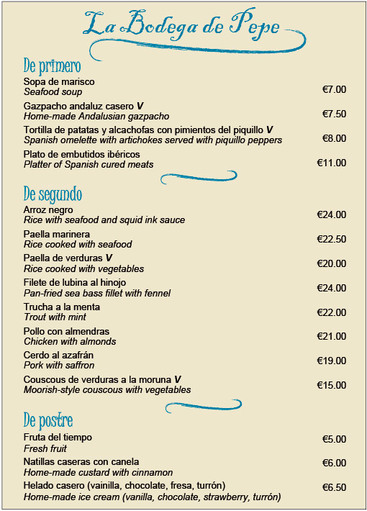 La Bodega de Pepe
De primero
Sopa de marisco
Seafood soup €7.00
Gazpacho andaluz casero V
Home-made Andalusian gazpacho €7.50
Tortilla de patatas y alcachofas con pimientos del piquillo V
Spanish omelette with artichokes served with piquillo peppers €8.00
Plato de embutidos ibéricos
Platter of Spanish cured meats €11.00
De segundo
Arroz negro
Rice with seafood and squid ink sauce €24.00
Paella marinera
Rice cooked with seafood €22.50
Paella de verduras V
Rice cooked with vegetables €20.00
Filete de lubina al hinojo
Pan-fried sea bass fillet with fennel €24.00
Trucha a la menta
Trout with mint €22.00
Pollo con almendras
Chicken with almonds €21.00
Cerdo al azafrán
Pork with saffron €19.00
Couscous de verduras a la moruna V
Moorish-style couscous with vegetables €15.00
De postre
Fruta del tiempo
Fresh fruit €5.00
Natillas caseras con canela
Home-made custard with cinnamon €6.00
Helado casero (vainilla, chocolate, fresa, turrón)
Home-made ice cream (vanilla, chocolate, strawberry, turrón) €6.50